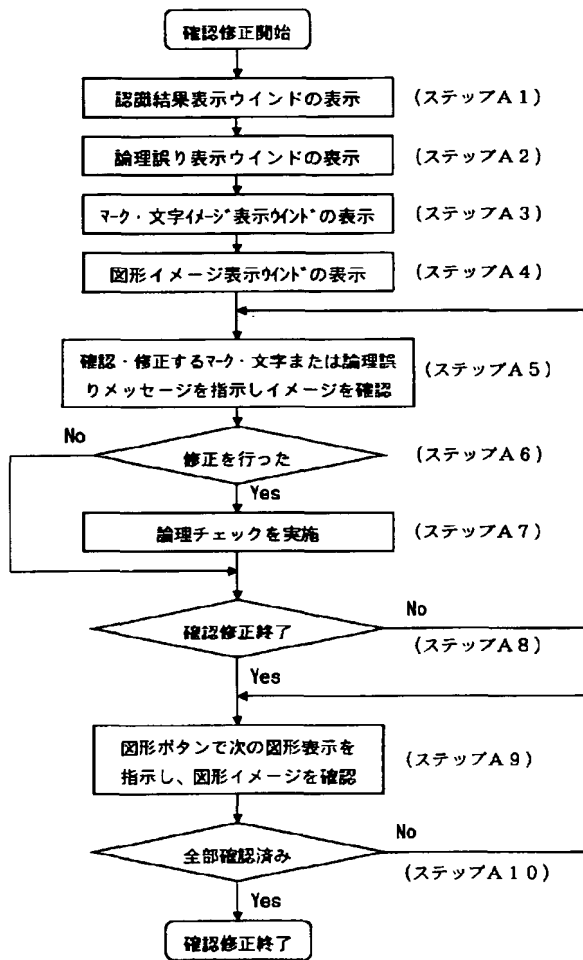 確認修正開始
認識結果表示ウインドの表示
(ステップA1)
論理誤り表示ウインドの表示
(ステップA2)
マーク・文字イメージ表示ウインドの表示
(ステップA3)
図形イメージ表示ウインドの表示
(ステップA4)
確認・修正するマーク・文字または論理誤
りメッセージを指示しイメージを確認
(ステップA5)
No
修正を行った
(ステップA6)
Yes
論理チェックを実施
(ステップA7)
確認修正終了
No
(ステップA8)
Yes
図形ボタンで次の図形表示を
指示し、図形イメージを確認
(ステップA9)
全部確認済み
No
(ステップA10)
Yes
確認修正終了